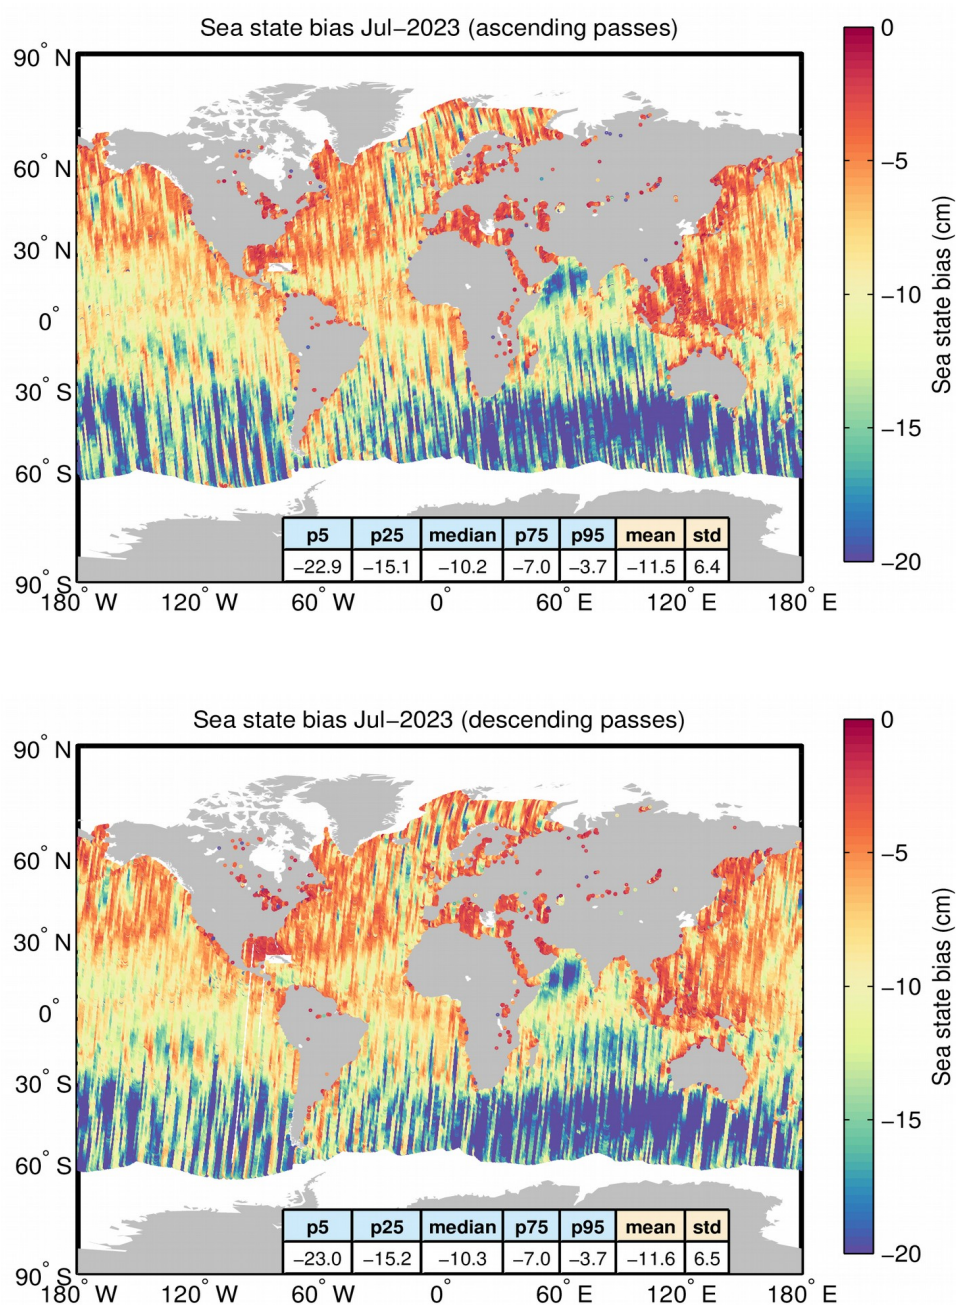 Sea state bias Jul−2023 (ascending passes)
90° N
60° N
30° N
0°
30° S
60° S
90° S
180° W 120° W 60° W 0° 60° E 120° E 180° E
p5 p25 median p75 p95 mean std
−22.9 −15.1 −10.2 −7.0 −3.7 −11.5 6.4
0
−5
−10
−15
−20
Sea state bias (cm)
Sea state bias Jul−2023 (descending passes)
90° N
60° N
30° N
0°
30° S
60° S
90° S
180° W 120° W 60° W 0° 60° E 120° E 180° E
p5 p25 median p75 p95 mean std
−23.0 −15.2 −10.3 −7.0 −3.7 −11.6 6.5
0
−5
−10
−15
−20
Sea state bias (cm)